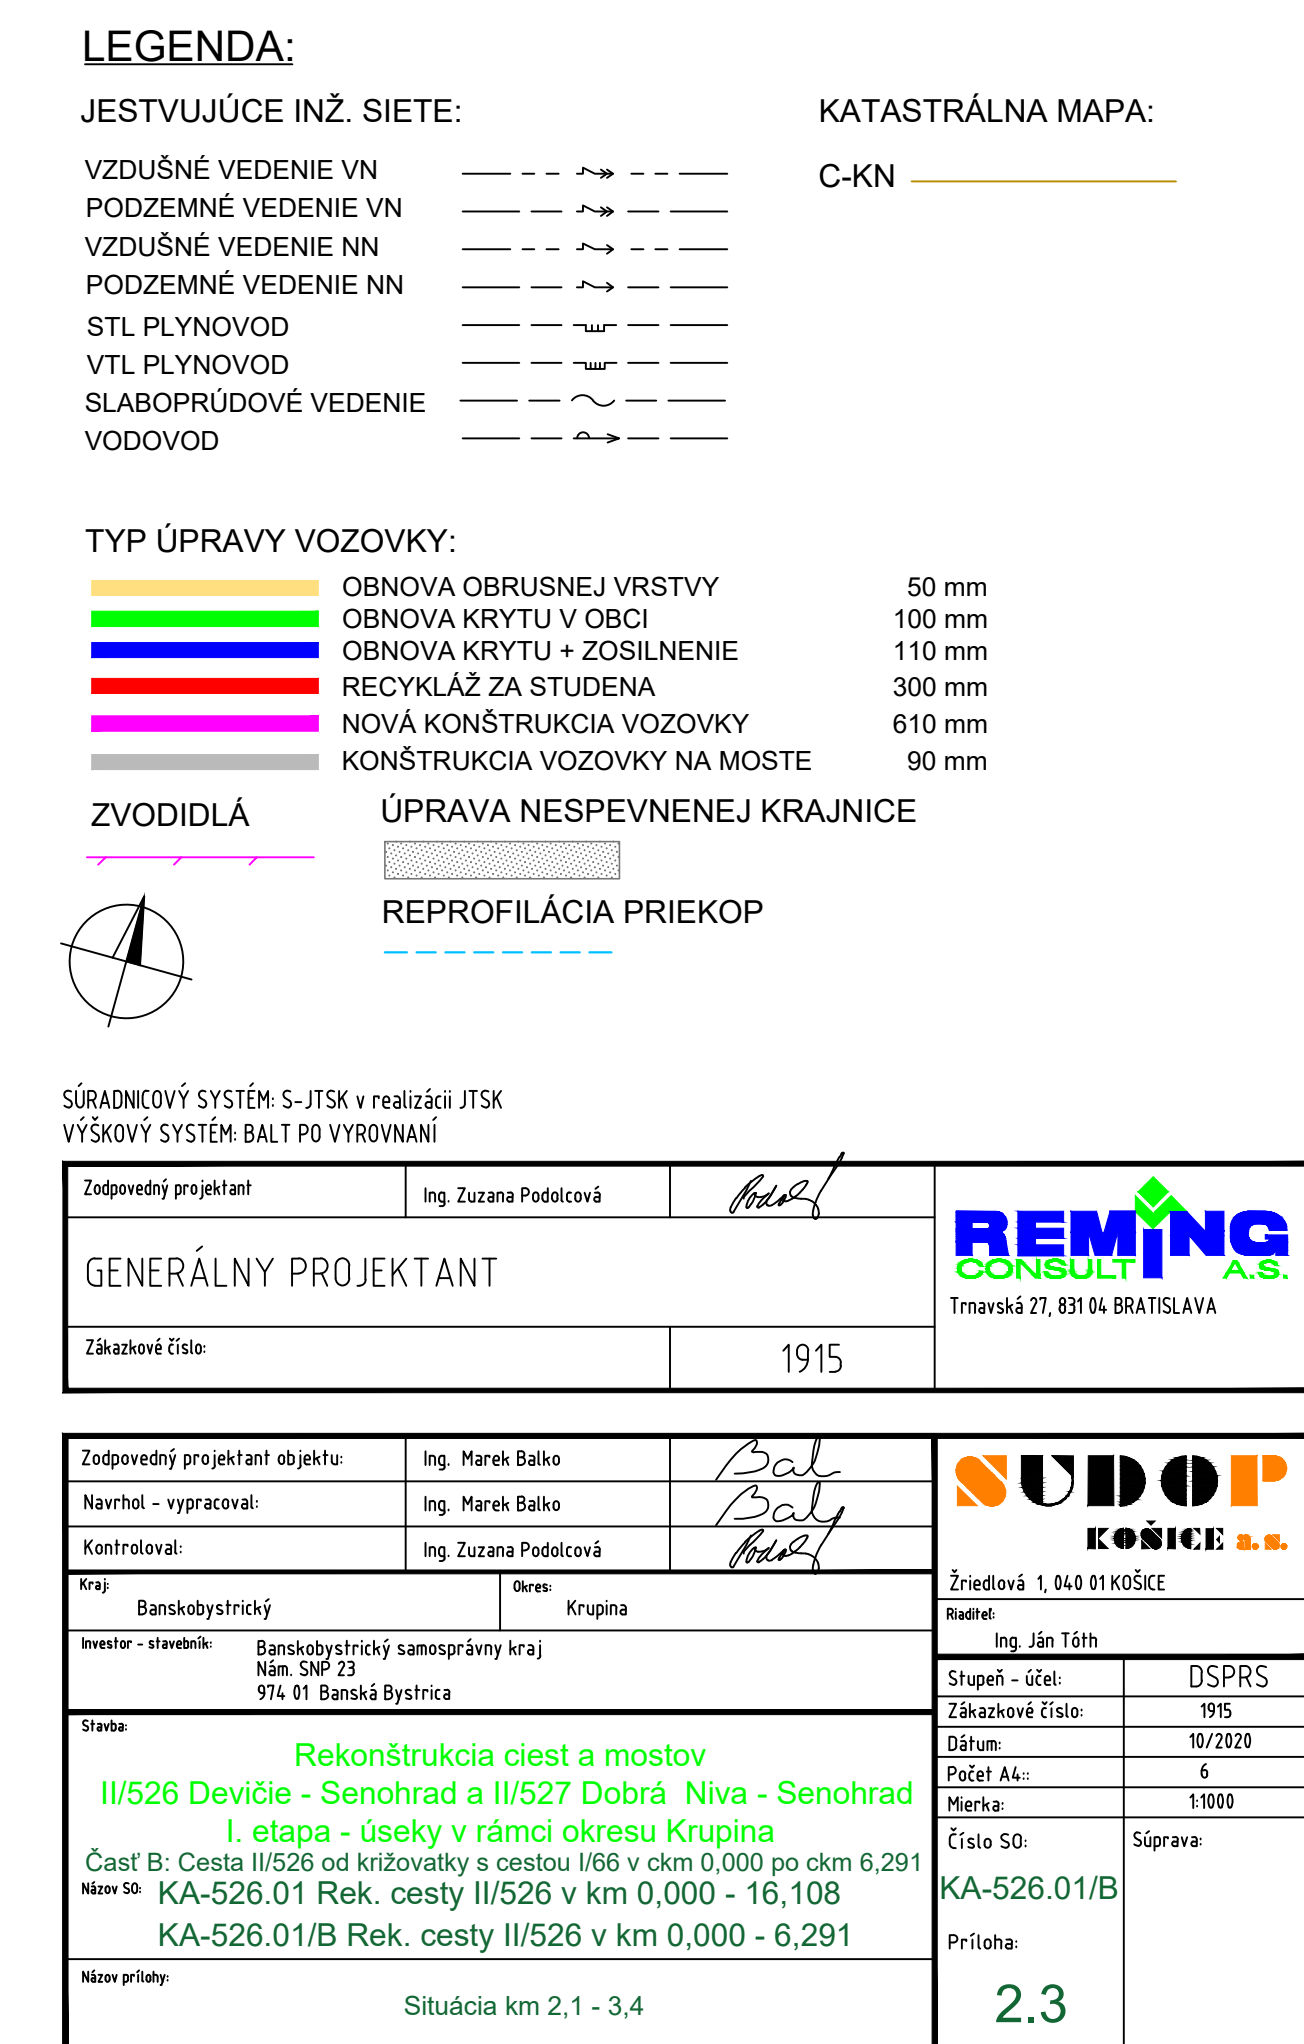 LEGENDA:
JESTVUJÚCE INŽ. SIETE:
KATASTRÁLNA MAPA:
VZDUŠNÉ VEDENIE VN
C-KN
PODZEMNÉ VEDENIE VN
VZDUŠNÉ VEDENIE NN
PODZEMNÉ VEDENIE NN
STL PLYNOVOD
VTL PLYNOVOD
SLABOPRÚDOVÉ VEDENIE
VODOVOD
TYP ÚPRAVY VOZOVKY:
OBNOVA OBRUSNEJ VRSTVY 50 mm
OBNOVA KRYTU V OBCI 100 mm
OBNOVA KRYTU + ZOSILNENIE 110 mm
RECYKLÁŽ ZA STUDENA 300 mm
NOVÁ KONŠTRUKCIA VOZOVKY 610 mm
KONŠTRUKCIA VOZOVKY NA MOSTE 90 mm
ZVODIDLÁ
ÚPRAVA NESPEVNENEJ KRAJNICE
REPROFILÁCIA PRIEKOP
SÚRADNICOVÝ SYSTÉM: S-JTSK v realizácii JTSK
VÝŠKOVÝ SYSTÉM: BALT PO VYROVNANÍ
Zodpovedný projektant Ing. Zuzana Podolcová
GENERÁLNY PROJEKTANT
REMING
CONSULT A.S.
Trnavská 27, 831 04 BRATISLAVA
Zákazkové číslo: 1915
Zodpovedný projektant objektu: Ing. Marek Balko Bal
Navrhol - vypracoval: Ing. Marek Balko
Kontroloval: Ing. Zuzana Podolcová
SUDOP
KOŠICE a.s.
Žriedlová 1, 040 01 KOŠICE
Kraj: Banskobystrický
Okres: Krupina
Riaditeľ:
Ing. Ján Tóth
Investor - stavebník: Banskobystrický samosprávny kraj
Nám. SNP 23
974 01 Banská Bystrica
Stupeň - účel: DSPRS
Zákazkové číslo: 1915
Dátum: 10/2020
Počet A4:: 6
Mierka: 1:1000
Stavba:
Rekonštrukcia ciest a mostov
II/526 Devičie - Senohrad a II/527 Dobrá Niva - Senohrad
I. etapa - úseky v rámci okresu Krupina
Časť B: Cesta II/526 od križovatky s cestou I/66 v ckm 0,000 po ckm 6,291
Názov SO: KA-526.01 Rek. cesty II/526 v km 0,000 - 16,108
KA-526.01/B Rek. cesty II/526 v km 0,000 - 6,291
Číslo SO:
KA-526.01/B
Súprava:
Názov prílohy:
Situácia km 2,1 - 3,4
Príloha:
2.3